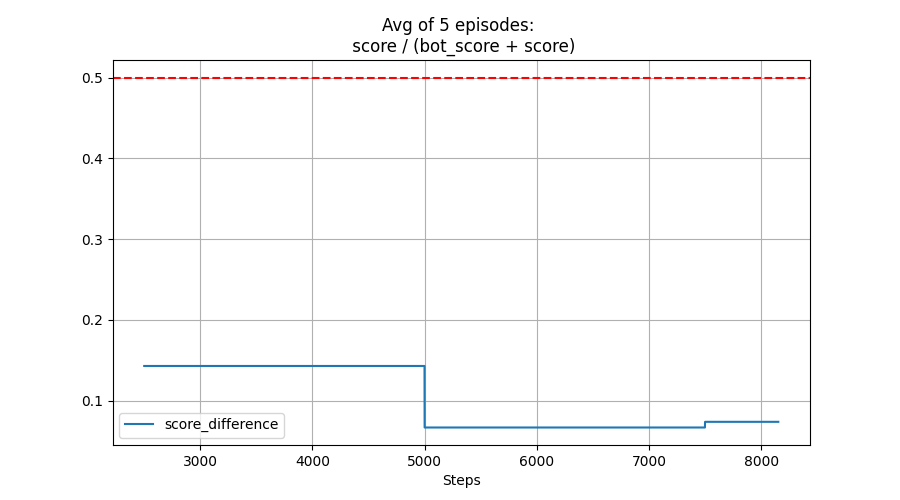 Avg of 5 episodes:
score / (bot_score + score)
0.5
0.4
0.3
0.2
0.1
score_difference
3000 4000 5000 6000 7000 8000
Steps